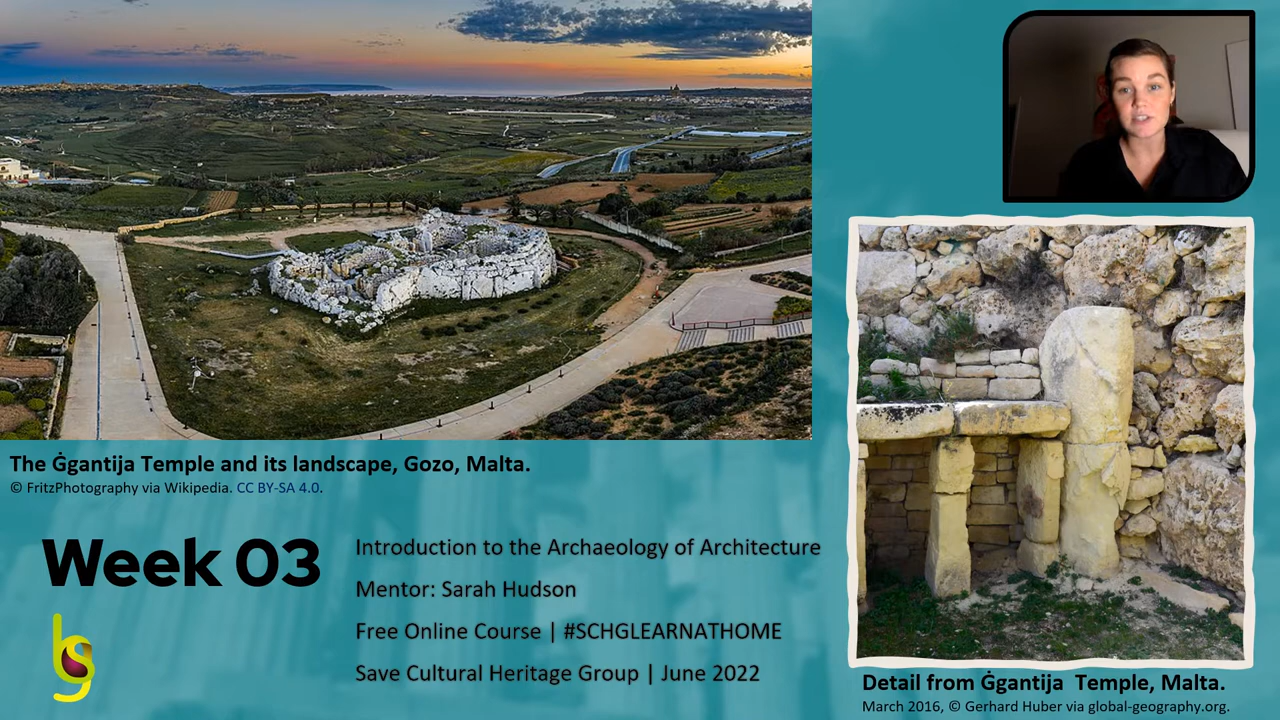 The Ġgantija Temple and its landscape, Gozo, Malta.
© FritzPhotography via Wikipedia. CC BY-SA 4.0.
Week 03
Introduction to the Archaeology of Architecture
Mentor: Sarah Hudson
Free Online Course | #SCHGLEARNATHOME
Save Cultural Heritage Group | June 2022
Detail from Ġgantija Temple, Malta.
March 2016, © Gerhard Huber via global-geography.org.